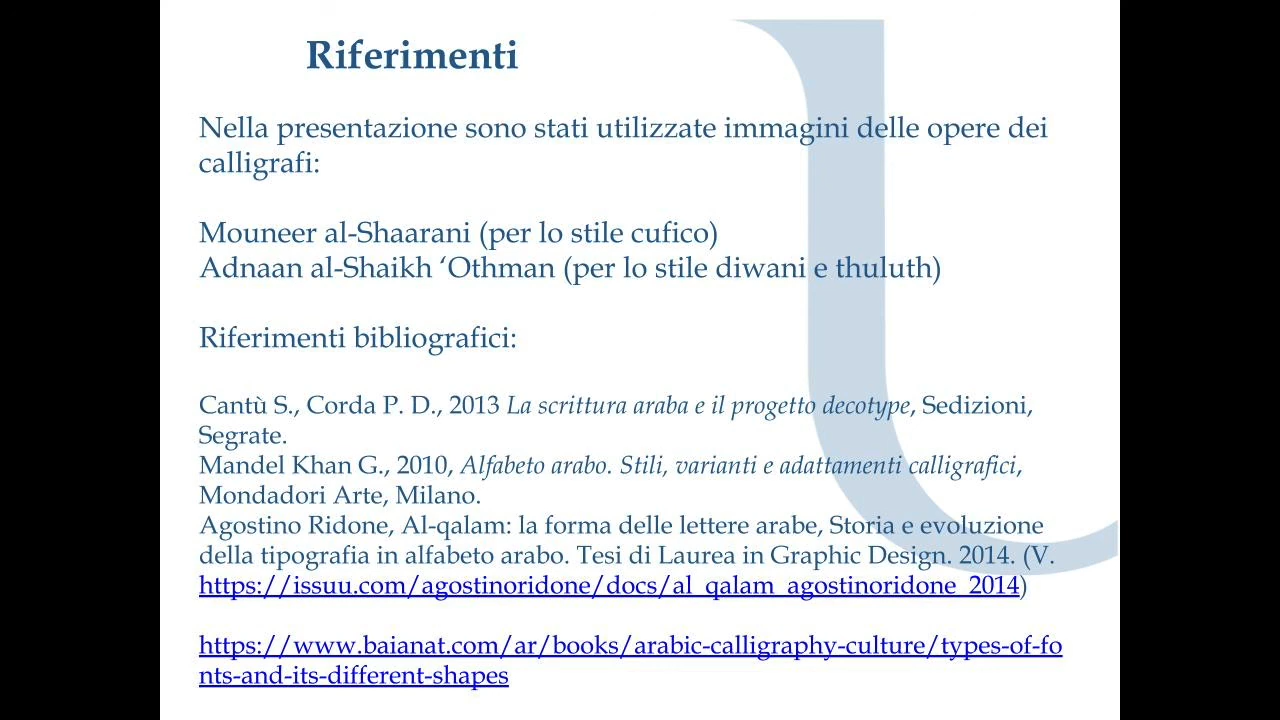 Riferimenti
Nella presentazione sono stati utilizzate immagini delle opere dei
calligrafi:
Mouneer al-Shaarani (per lo stile cufico)
Adnaan al-Shaikh ‘Othman (per lo stile diwani e thuluth)
Riferimenti bibliografici:
Cantù S., Corda P. D., 2013 La scrittura araba e il progetto decotype, Sedizioni,
Segrate.
Mandel Khan G., 2010, Alfabeto arabo. Stili, varianti e adattamenti calligrafici,
Mondadori Arte, Milano.
Agostino Ridone, Al-qalam: la forma delle lettere arabe, Storia e evoluzione
della tipografia in alfabeto arabo. Tesi di Laurea in Graphic Design. 2014. (V.
https://issuu.com/agostinoridone/docs/al_qalam_agostinoridone_2014)
https://www.baianat.com/ar/books/arabic-calligraphy-culture/types-of-fo
nts-and-its-different-shapes